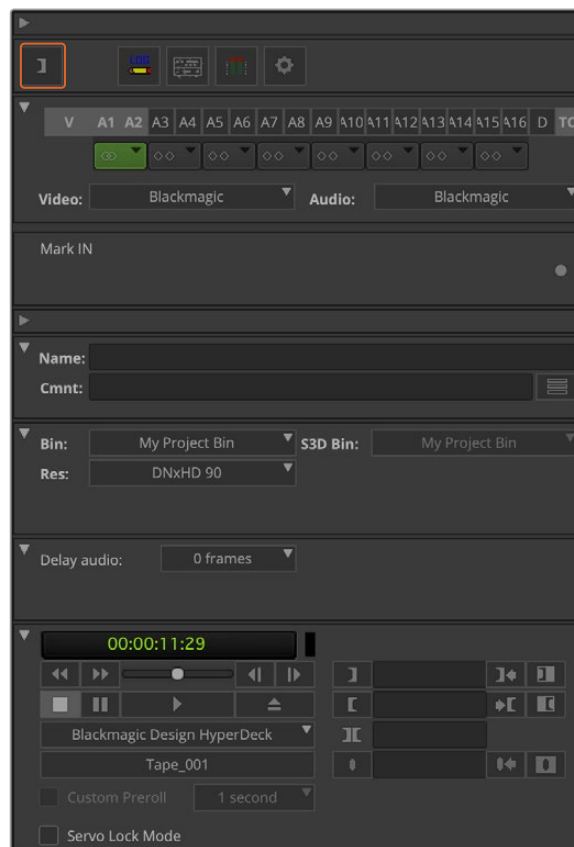 LOG
V A1 A2 A3 A4 A5 A6 A7 A8 A9 A10 A11 A12 A13 A14 A15 A16 D TC
Video: Blackmagic Audio: Blackmagic
Mark IN
Name:
Cmnt:
Bin: My Project Bin S3D Bin: My Project Bin
Res: DNxHD 90
Delay audio: 0 frames
00:00:11:29
Blackmagic Design HyperDeck
Tape_001
Custom Preroll 1 second
Servo Lock Mode